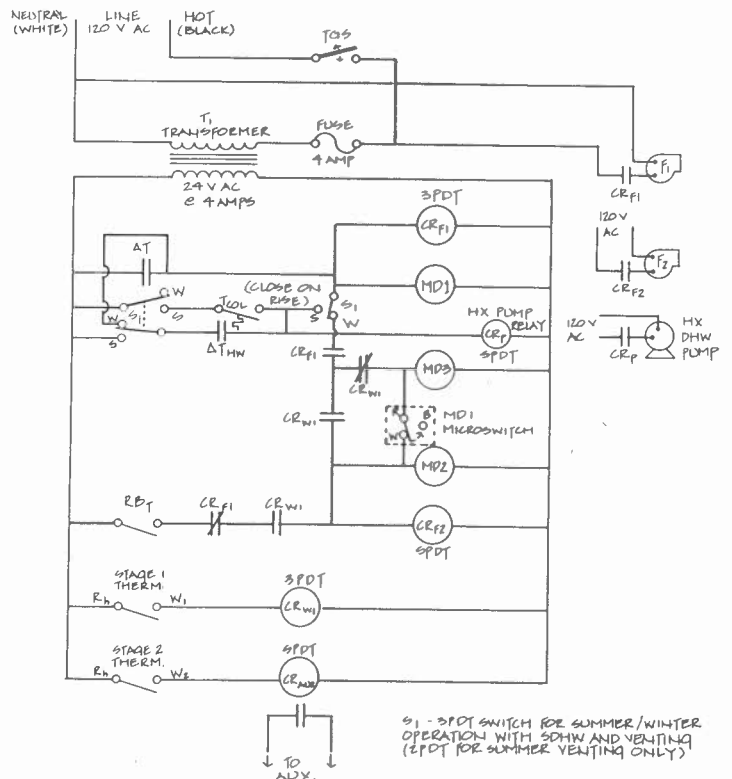 NEUTRAL (WHITE)
LINE 120 V AC
HOT (BLACK)
TAS
T1 TRANSFORMER
FUSE
4 AMP
24 V AC
@ 4 AMPS
F1
CRF1
3PDT
CRF1
120V AC
F2
CRF2
ΔT
MD1
W
S1
S
TCOL
(CLOSE ON RISE)
S
S1
W
W
S
ΔTHW
HX PUMP RELAY
CRP
SPDT
120V AC
CRP
HX DHW PUMP
CRF1
CRW1
MD3
CRW1
R
B
W
MD1 MICROSWITCH
MD2
RBT
CRF1
CRW1
CRF2
SPDT
STAGE 1 THERM.
Rh
W1
3PDT
CRW1
STAGE 2 THERM.
Rh
W2
SPDT
CRAUX
TO AUX.
S1 - 3PDT SWITCH FOR SUMMER/WINTER
OPERATION WITH SDHW AND VENTING
(2PDT FOR SUMMER VENTING ONLY)